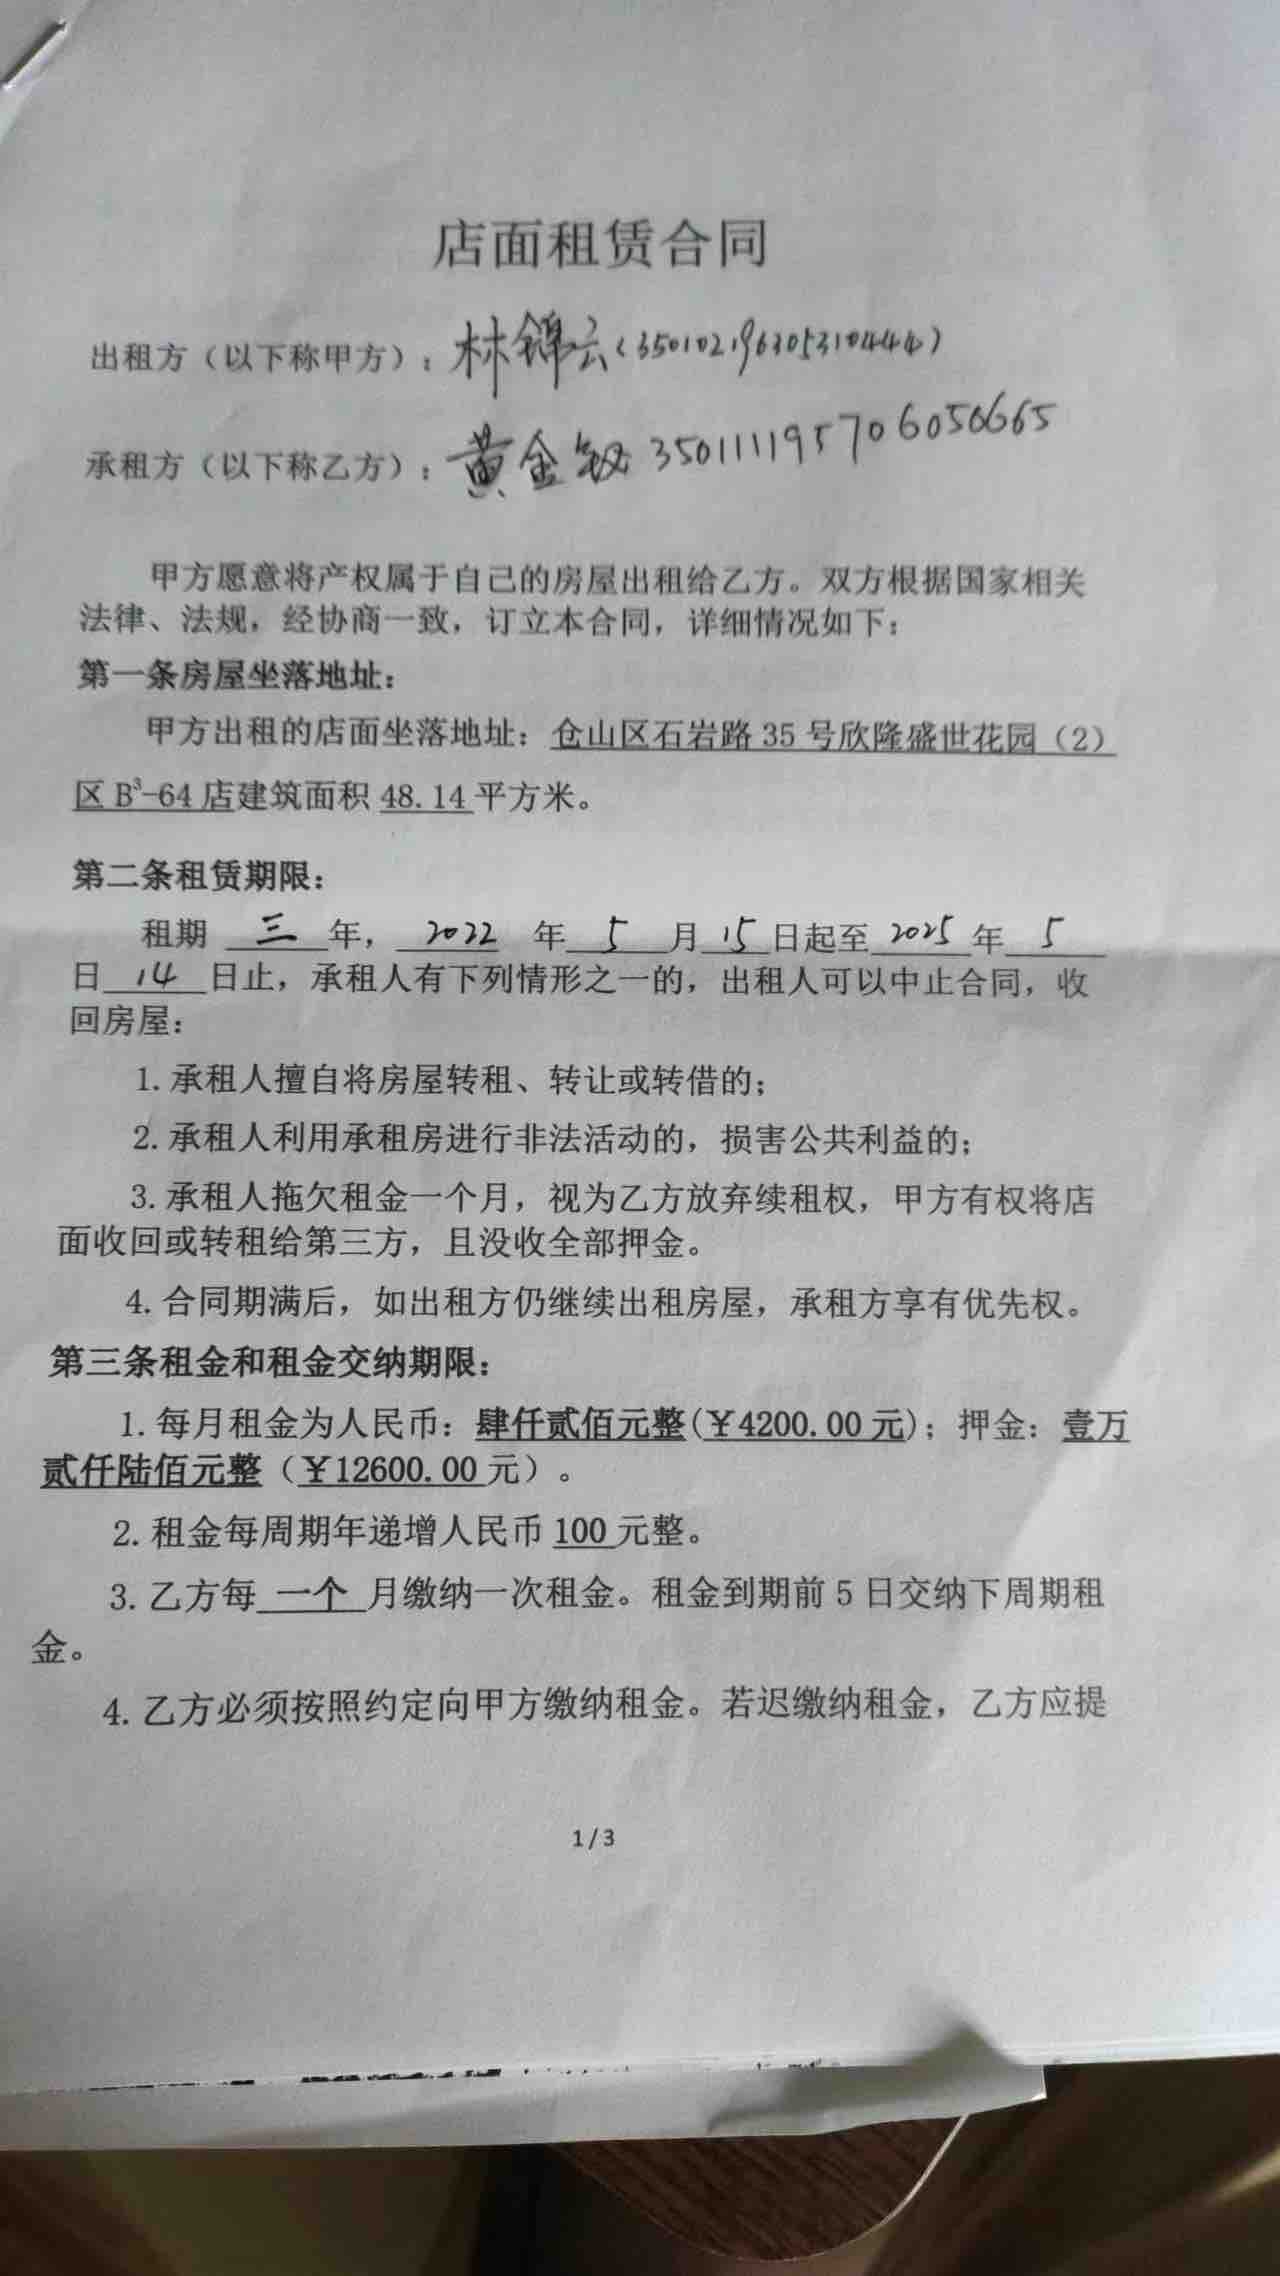 店面租赁合同
出租方（以下称甲方）：林锦云（350102196305310444）
承租方（以下称乙方）：黄金钗 350111195706050665
甲方愿意将产权属于自己的房屋出租给乙方。双方根据国家相关
法律、法规，经协商一致，订立本合同，详细情况如下：
第一条房屋坐落地址：
甲方出租的店面坐落地址：仓山区石岩路 35 号欣隆盛世花园（2）
区 B³-64 店建筑面积 48.14 平方米。
第二条租赁期限：
租期 三 年， 2022 年 5 月 15 日起至 2025 年 5
日 14 日止，承租人有下列情形之一的，出租人可以中止合同，收
回房屋：
1. 承租人擅自将房屋转租、转让或转借的；
2. 承租人利用承租房进行非法活动的，损害公共利益的；
3. 承租人拖欠租金一个月，视为乙方放弃续租权，甲方有权将店
面收回或转租给第三方，且没收全部押金。
4. 合同期满后，如出租方仍继续出租房屋，承租方享有优先权。
第三条租金和租金交纳期限：
1. 每月租金为人民币：肆仟贰佰元整（￥4200.00 元）；押金：壹万
贰仟陆佰元整（￥12600.00 元）。
2. 租金每周期年递增人民币 100 元整。
3. 乙方每 一个 月缴纳一次租金。租金到期前 5 日交纳下周期租
金。
4. 乙方必须按照约定向甲方缴纳租金。若迟缴纳租金，乙方应提
1 / 3